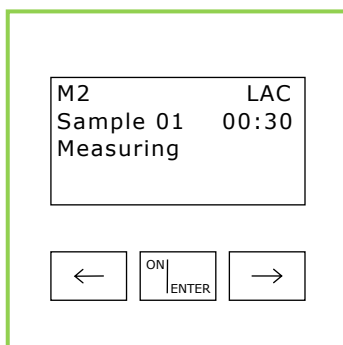 M2 LAC
Sample 01 00:30
Measuring
← ON ENTER →